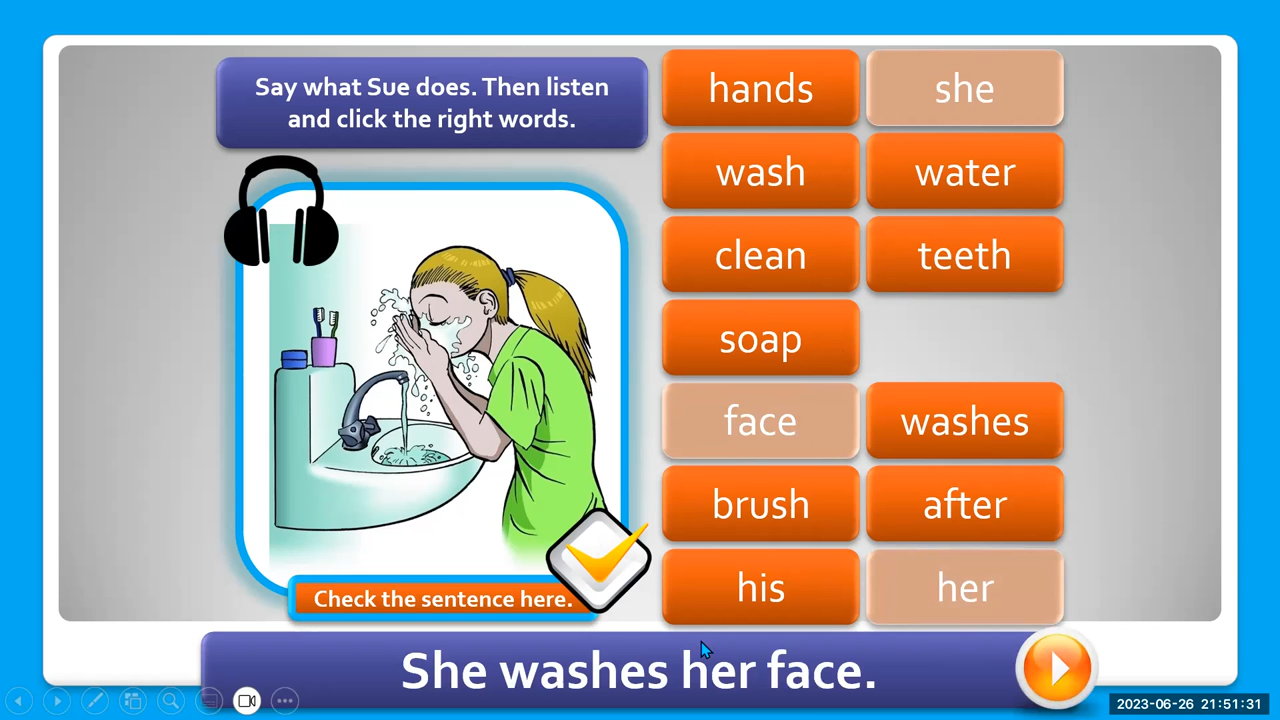 Say what Sue does. Then listen
and click the right words.
hands
she
wash
water
clean
teeth
soap
face
washes
brush
after
his
her
Check the sentence here.
She washes her face.
2023-06-26 21:51:31